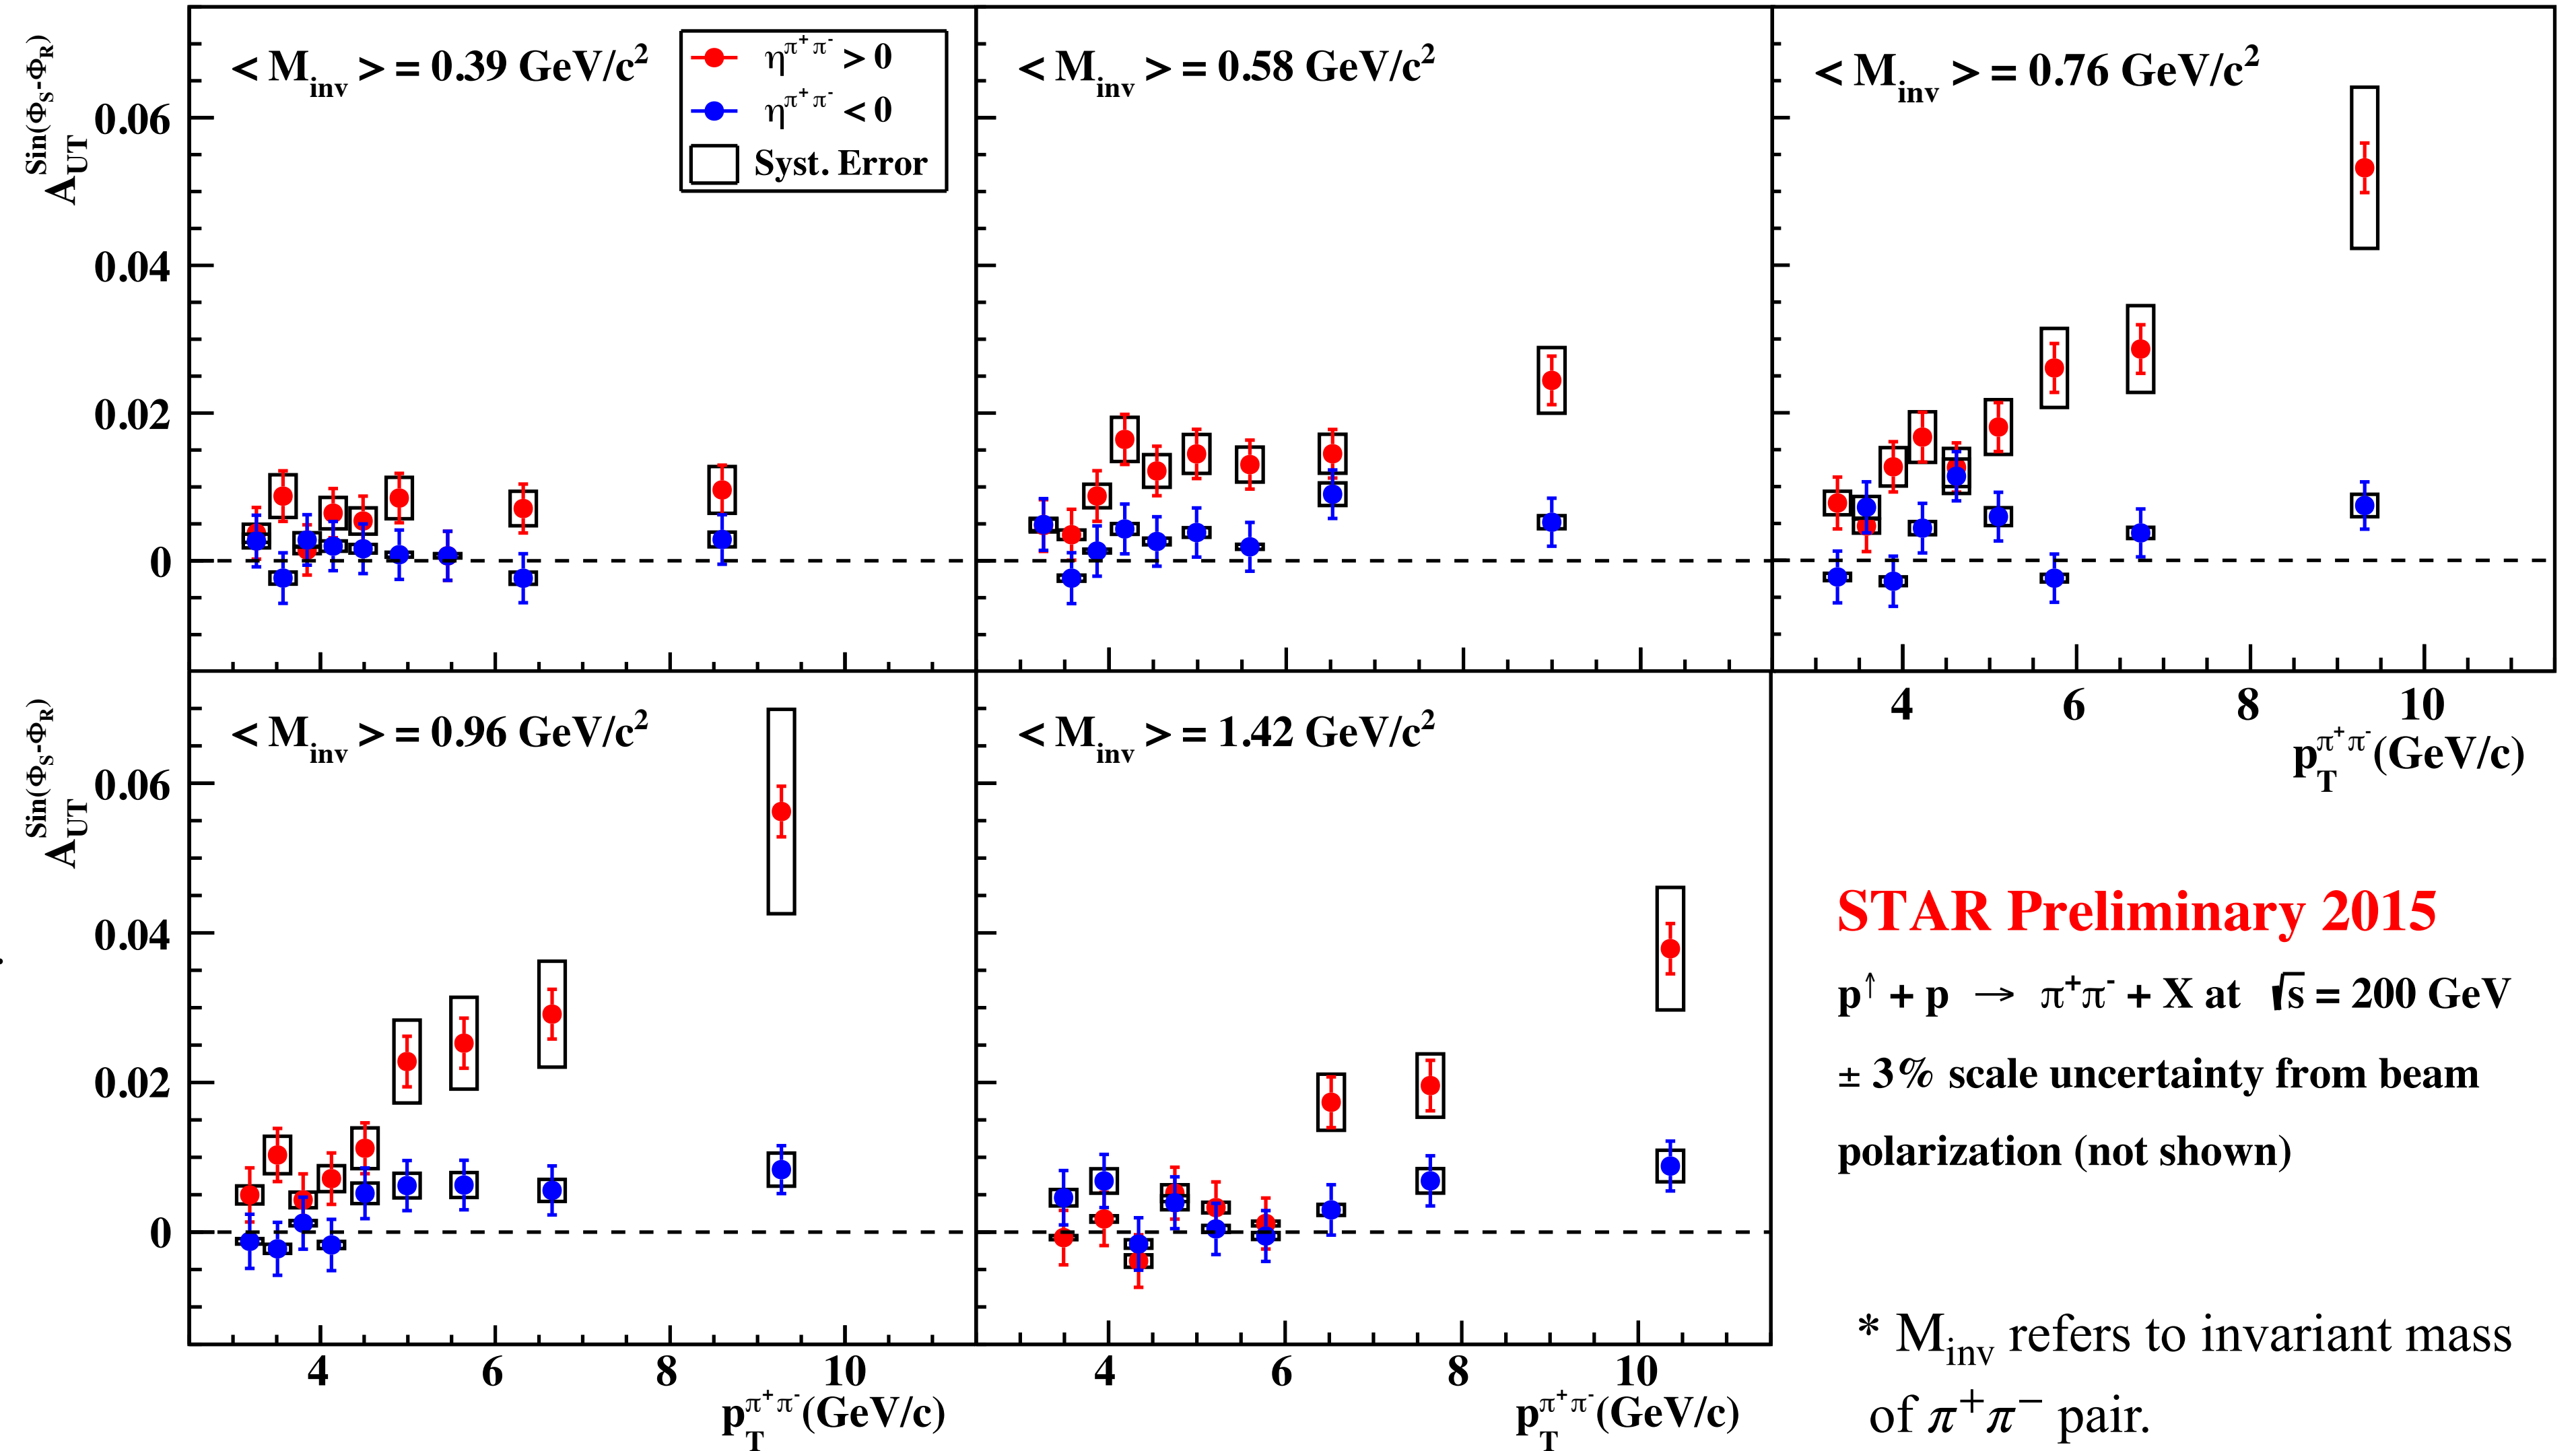 < M_inv > = 0.39 GeV/c²
η^π⁺π⁻ > 0
η^π⁺π⁻ < 0
Syst. Error
< M_inv > = 0.58 GeV/c²
< M_inv > = 0.76 GeV/c²
A_UT^Sin(Φ_S-Φ_R)
0.06
0.04
0.02
0
4 6 8 10
p_T^π⁺π⁻ (GeV/c)
< M_inv > = 0.96 GeV/c²
< M_inv > = 1.42 GeV/c²
A_UT^Sin(Φ_S-Φ_R)
0.06
0.04
0.02
0
4 6 8 10
p_T^π⁺π⁻ (GeV/c)
4 6 8 10
p_T^π⁺π⁻ (GeV/c)
STAR Preliminary 2015
p^↑ + p → π⁺π⁻ + X at √s = 200 GeV
± 3% scale uncertainty from beam
polarization (not shown)
* M_inv refers to invariant mass
of π⁺π⁻ pair.